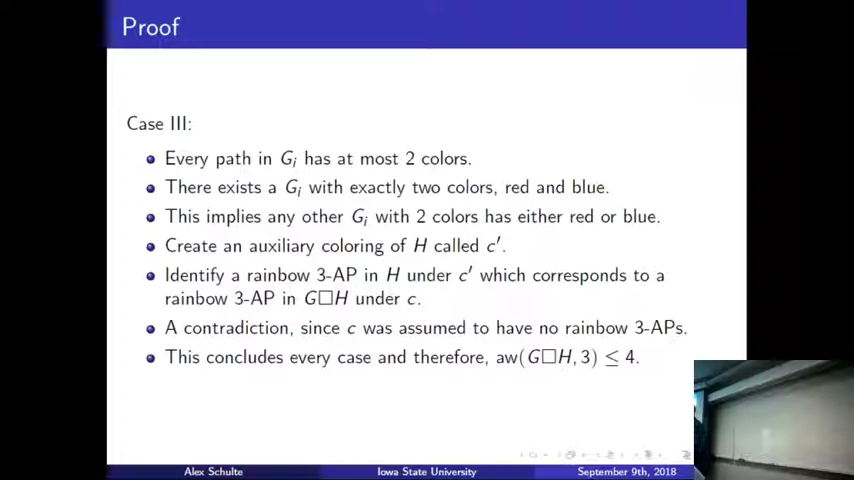 Proof
Case III:
Every path in Gᵢ has at most 2 colors.
There exists a Gᵢ with exactly two colors, red and blue.
This implies any other Gᵢ with 2 colors has either red or blue.
Create an auxiliary coloring of H called c′.
Identify a rainbow 3-AP in H under c′ which corresponds to a
rainbow 3-AP in G□H under c.
A contradiction, since c was assumed to have no rainbow 3-APs.
This concludes every case and therefore, aw(G□H, 3) ≤ 4.
Alex Schulte Iowa State University September 9th, 2018